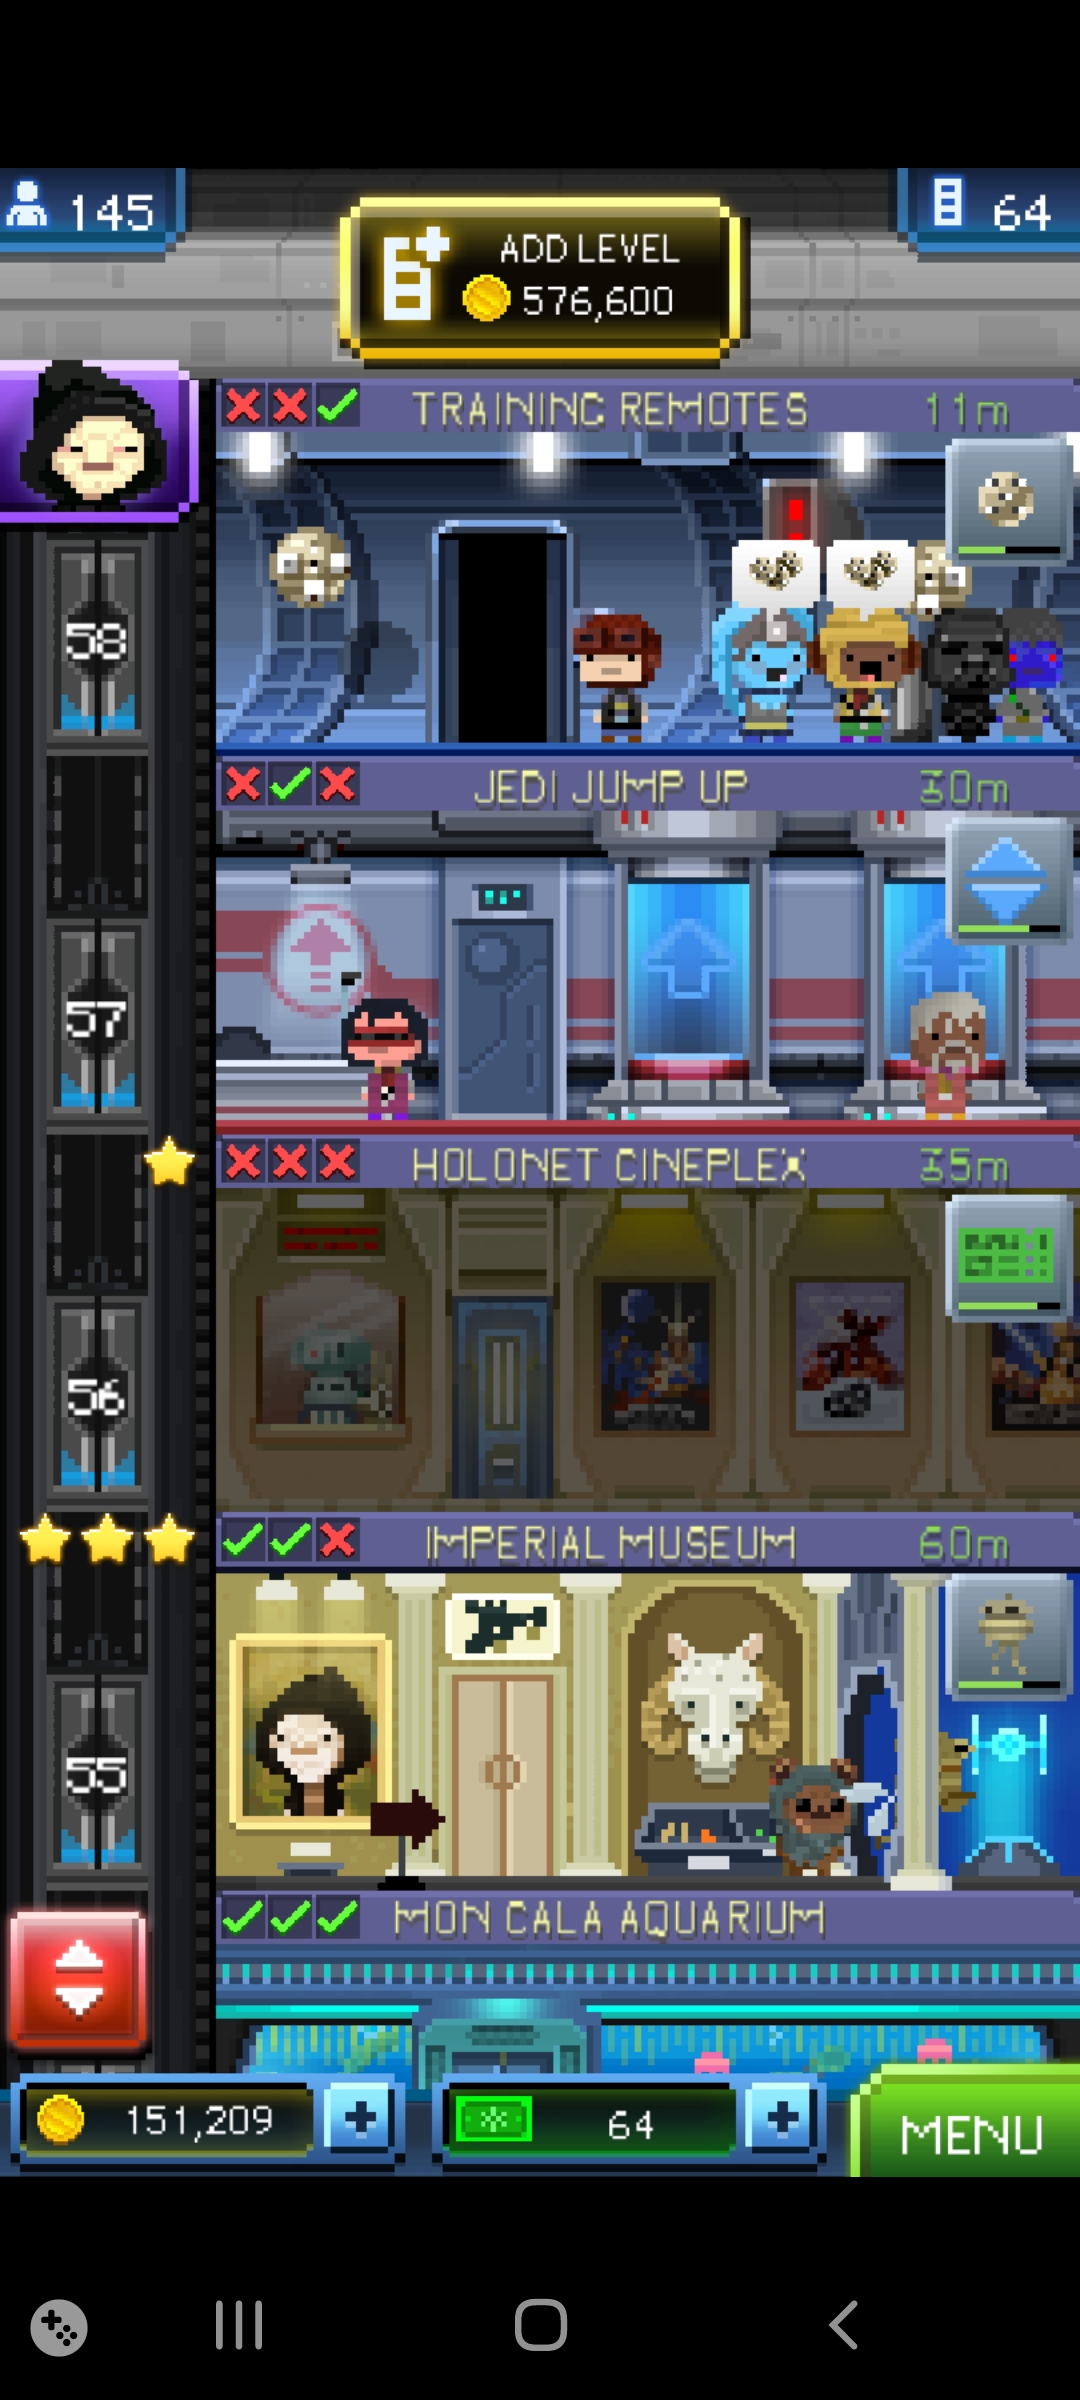 145
ADD LEVEL
576,600
64
TRAINING REMOTES 11m
58
JEDI JUMP UP 30m
57
HOLONET CINEPLEX 35m
56
IMPERIAL MUSEUM 60m
55
MON CALA AQUARIUM
151,209
64
MENU